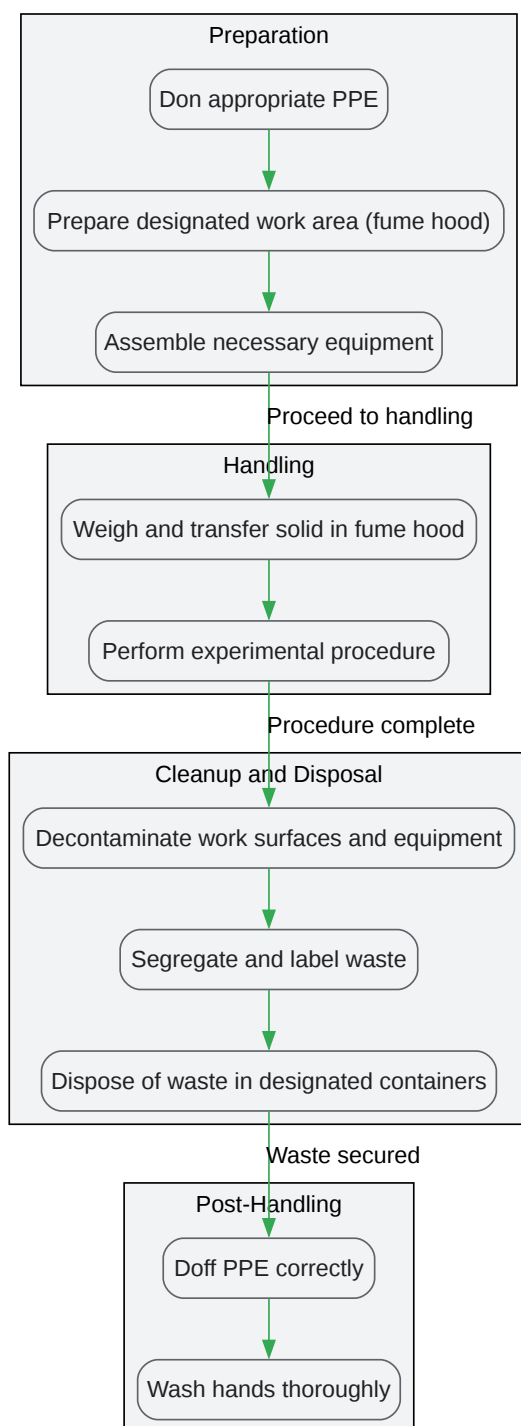 Preparation
Don appropriate PPE
Prepare designated work area (fume hood)
Assemble necessary equipment
Proceed to handling
Handling
Weigh and transfer solid in fume hood
Perform experimental procedure
Procedure complete
Cleanup and Disposal
Decontaminate work surfaces and equipment
Segregate and label waste
Dispose of waste in designated containers
Waste secured
Post-Handling
Doff PPE correctly
Wash hands thoroughly